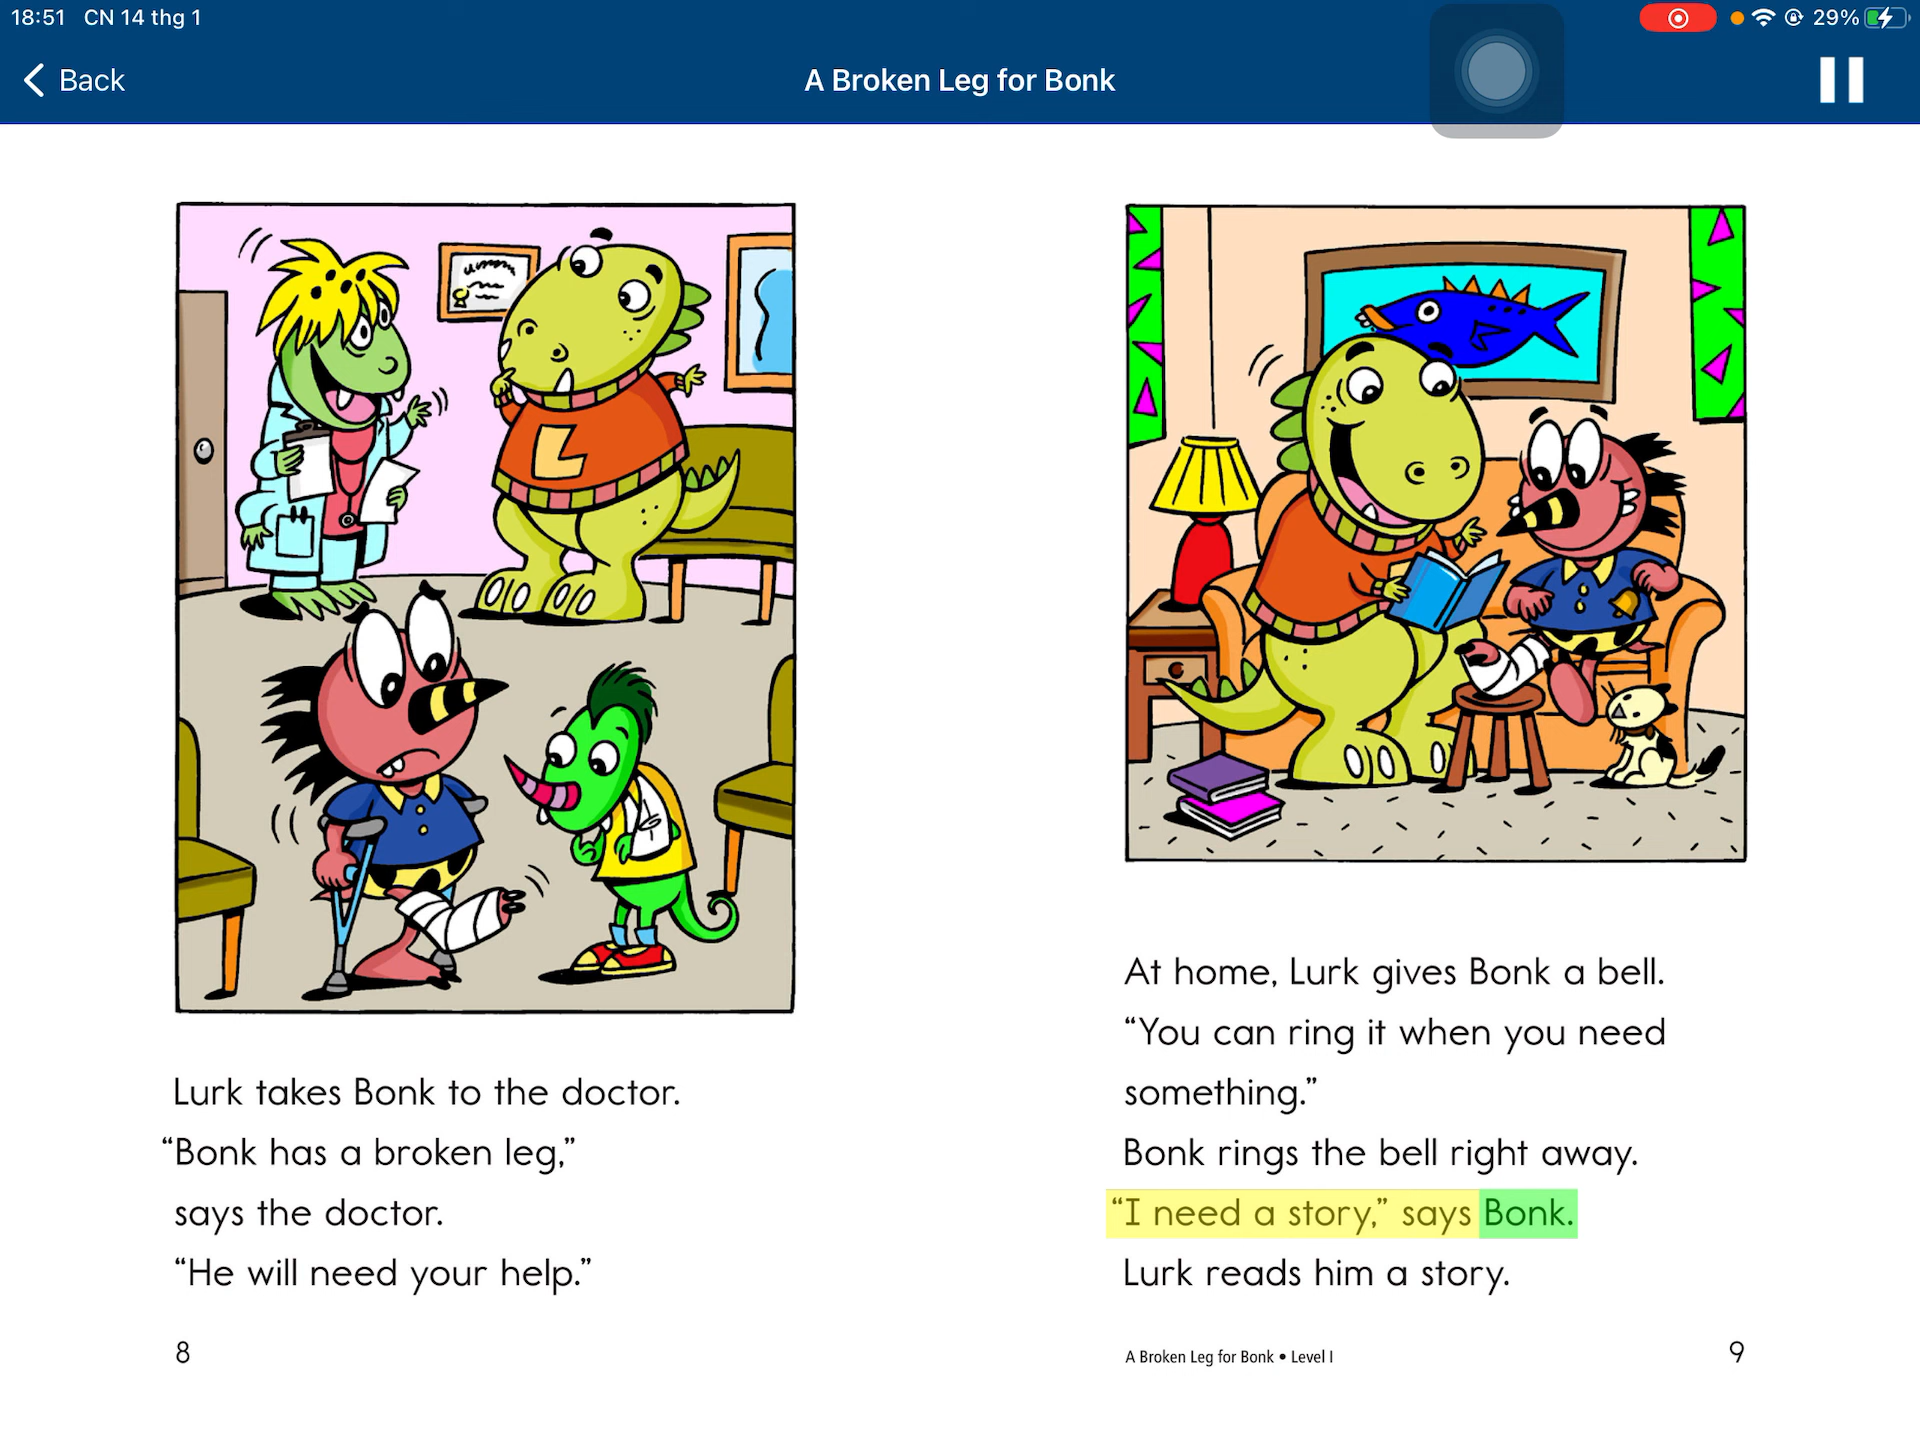 18:51 CN 14 thg 1
29%
Back
A Broken Leg for Bonk
L
Lurk takes Bonk to the doctor.
“Bonk has a broken leg,”
says the doctor.
“He will need your help.”
8
At home, Lurk gives Bonk a bell.
“You can ring it when you need
something.”
Bonk rings the bell right away.
“I need a story,” says Bonk.
Lurk reads him a story.
A Broken Leg for Bonk • Level I
9